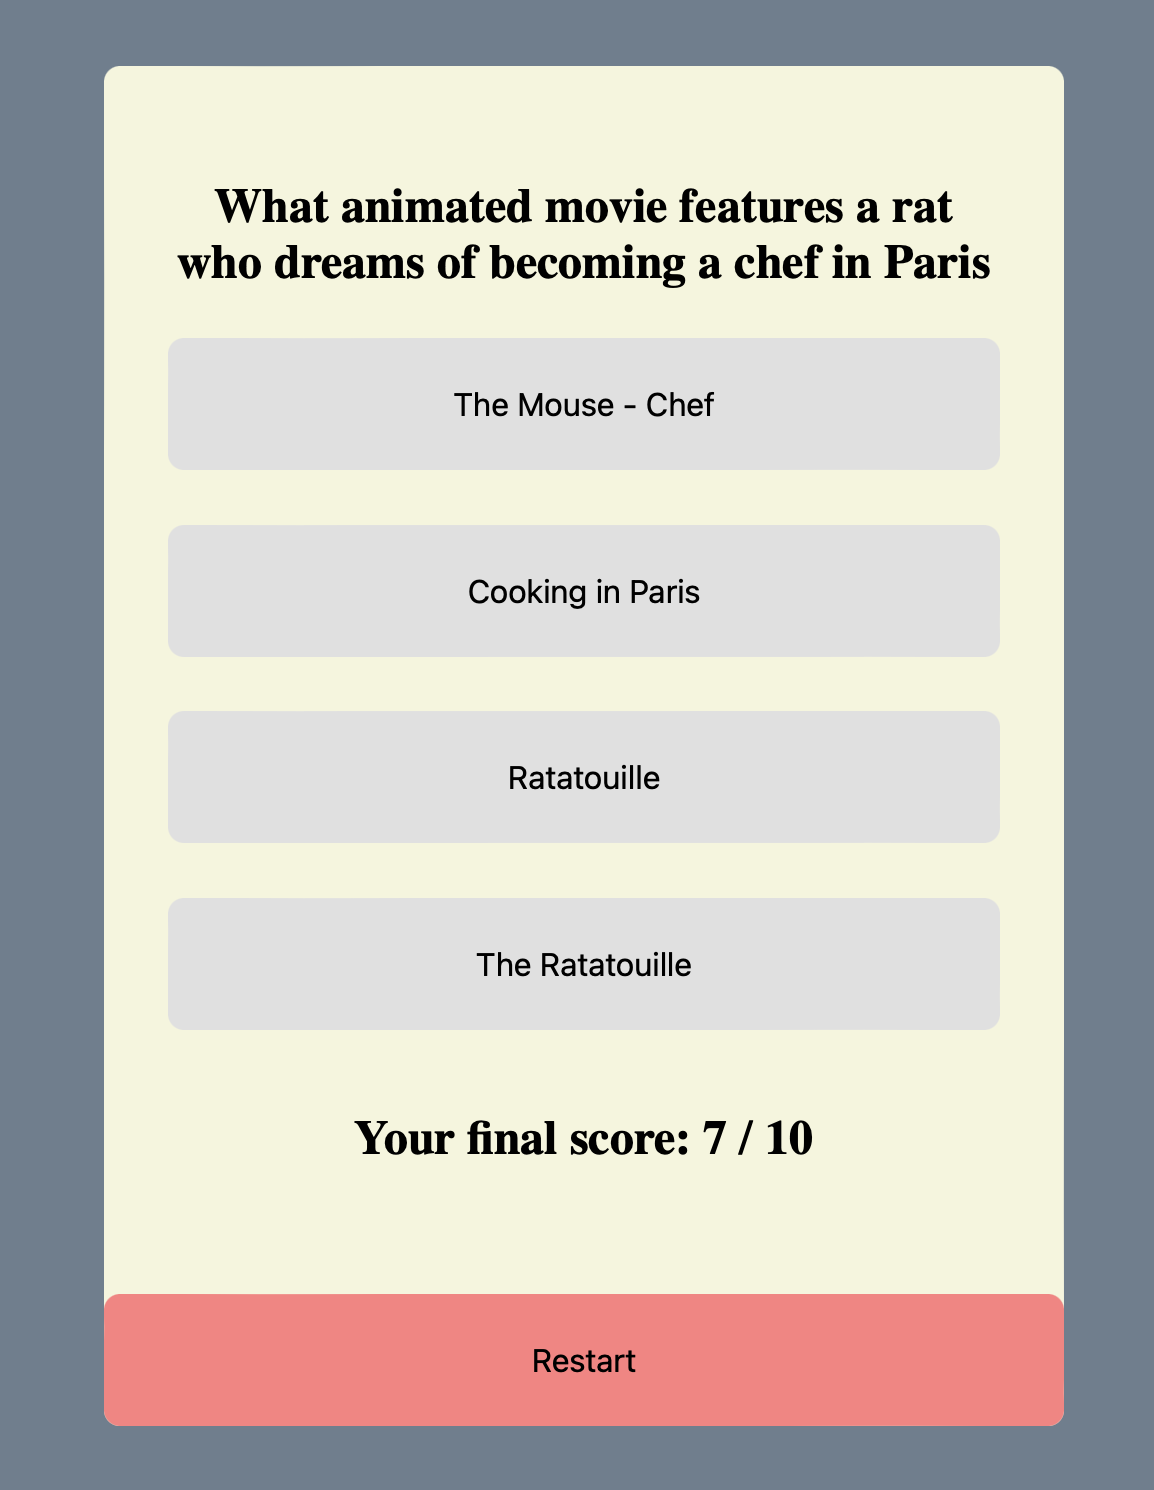 What animated movie features a rat
who dreams of becoming a chef in Paris
The Mouse - Chef
Cooking in Paris
Ratatouille
The Ratatouille
Your final score: 7 / 10
Restart